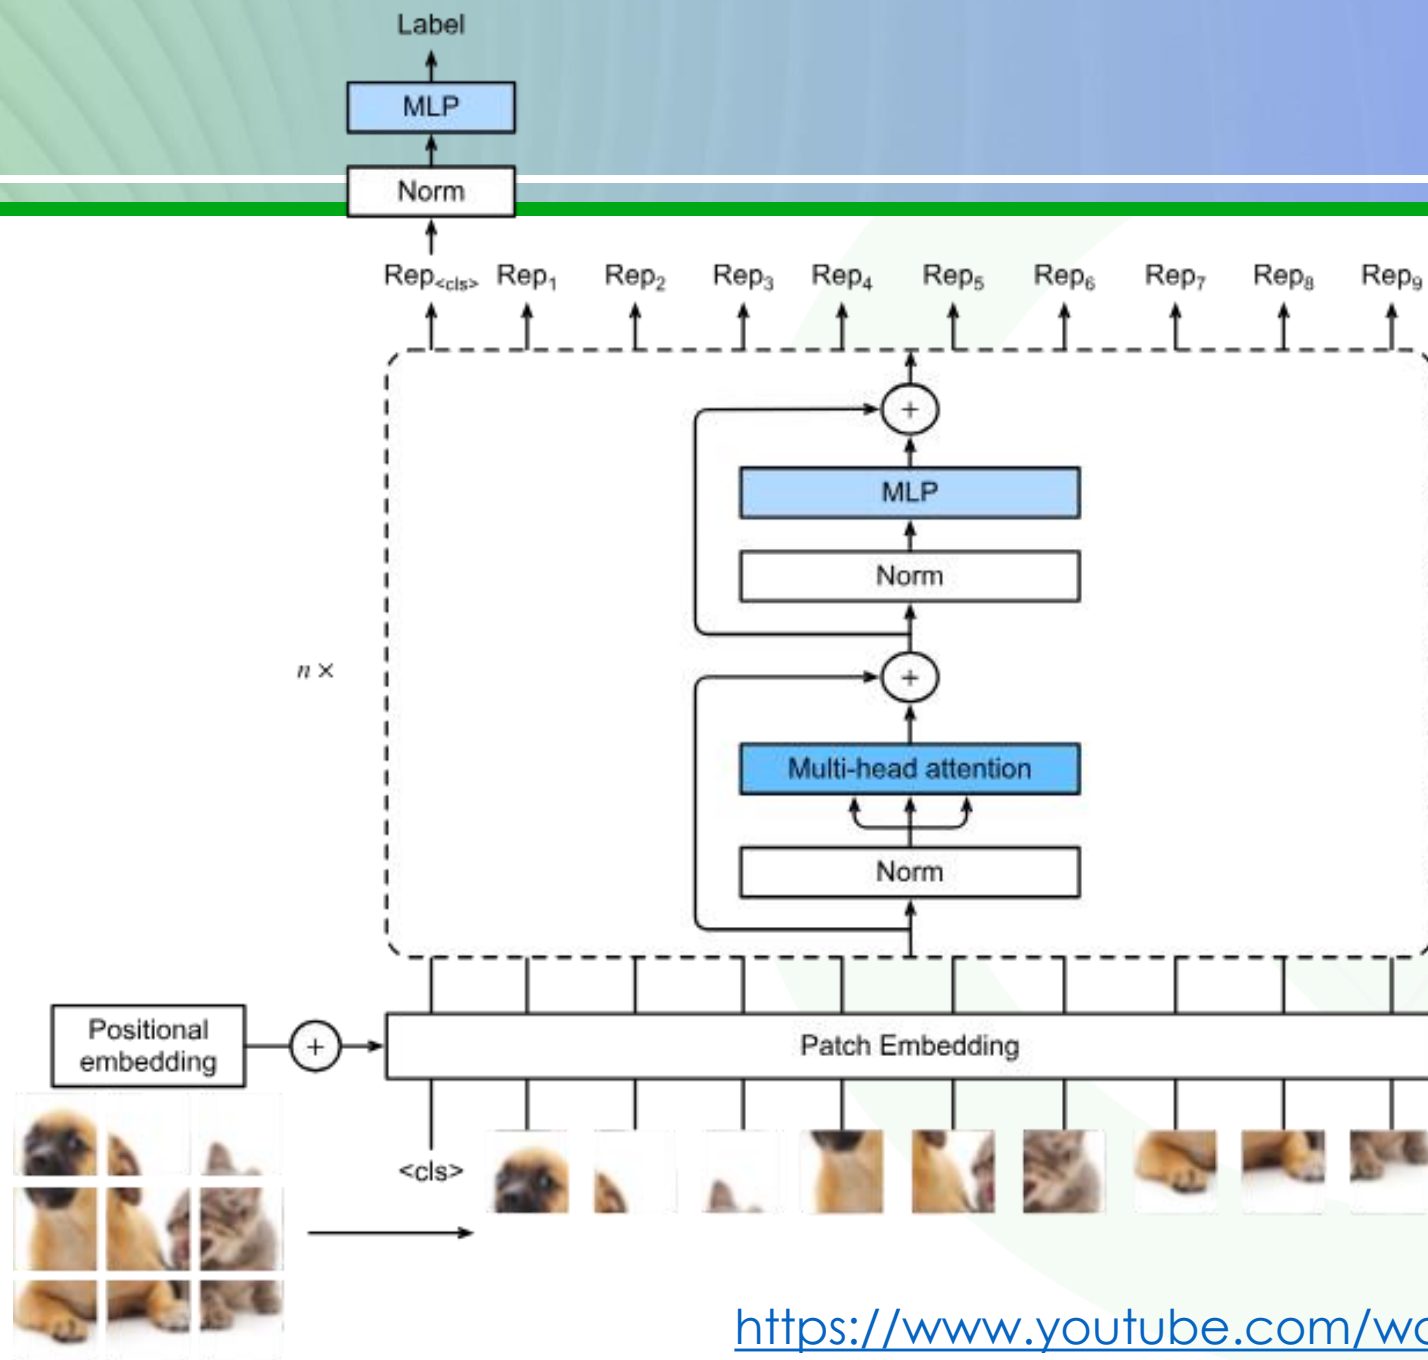 Label
MLP
Norm
Rep<cls> Rep1 Rep2 Rep3 Rep4 Rep5 Rep6 Rep7 Rep8 Rep9
+
MLP
Norm
n ×
+
Multi-head attention
Norm
Positional
embedding
+
Patch Embedding
<cls>
https://www.youtube.com/